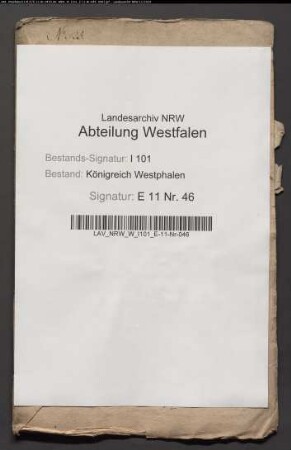 Landesarchiv NRW
Abteilung Westfalen
Bestands-Signatur: I 101
Bestand: Königreich Westphalen
Signatur: E 11 Nr. 46
LAV_NRW_W_I101_E-11-Nr-046